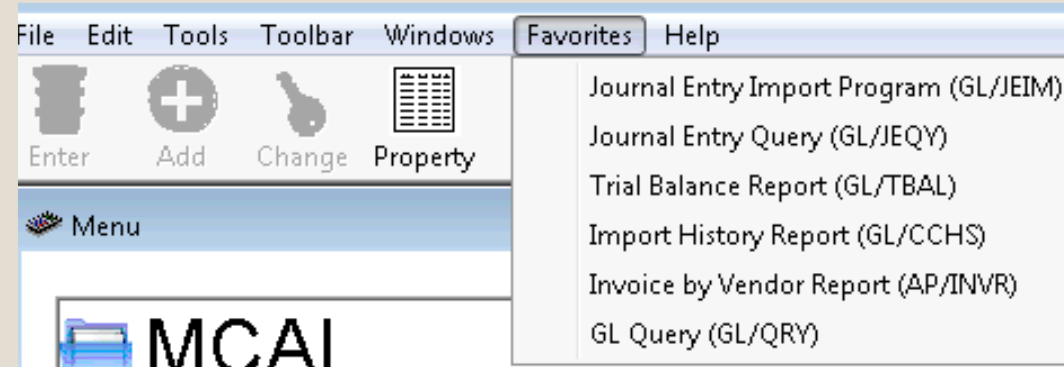 File Edit Tools Toolbar Windows Favorites Help
Enter Add Change Property
Journal Entry Import Program (GL/JEIM)
Journal Entry Query (GL/JEQY)
Trial Balance Report (GL/TBAL)
Import History Report (GL/CCHS)
Invoice by Vendor Report (AP/INVR)
GL Query (GL/QRY)
Menu